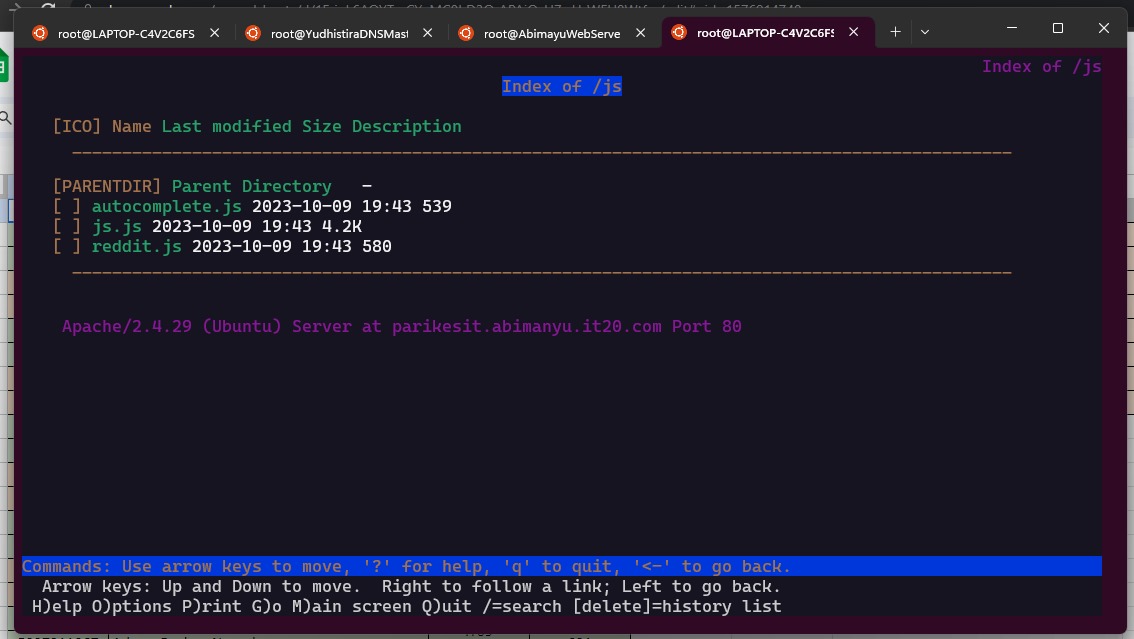 root@LAPTOP-C4V2C6FS
root@YudhistiraDNSMast
root@AbimayuWebServe
root@LAPTOP-C4V2C6FS
Index of /js
Index of /js
[ICO] Name Last modified Size Description
[PARENTDIR] Parent Directory -
[ ] autocomplete.js 2023-10-09 19:43 539
[ ] js.js 2023-10-09 19:43 4.2K
[ ] reddit.js 2023-10-09 19:43 580
Apache/2.4.29 (Ubuntu) Server at parikesit.abimanyu.it20.com Port 80
Commands: Use arrow keys to move, '?' for help, 'q' to quit, '<-' to go back.
Arrow keys: Up and Down to move. Right to follow a link; Left to go back.
H)elp O)ptions P)rint G)o M)ain screen Q)uit /=search [delete]=history list